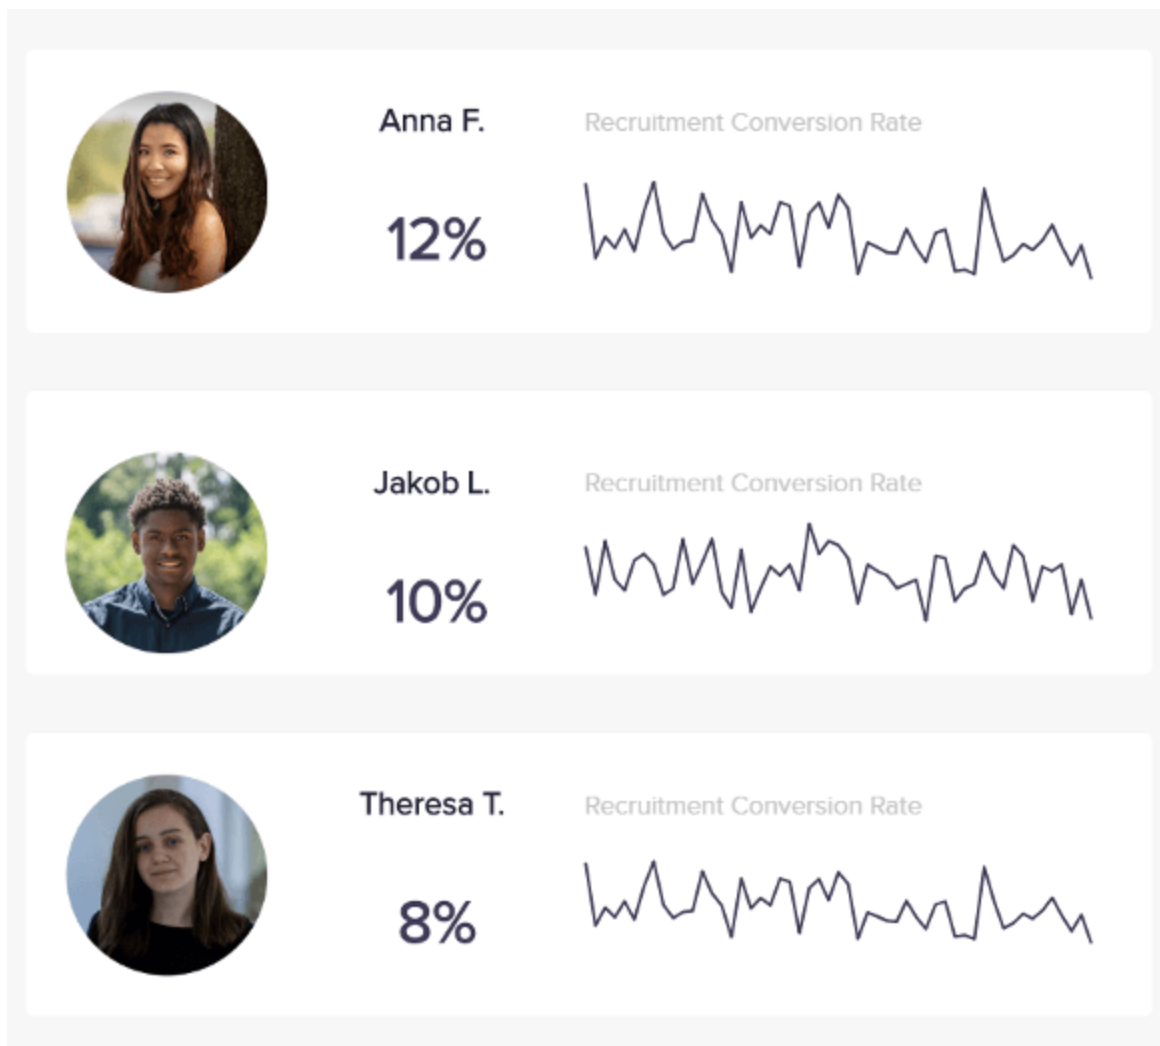 Anna F.
Recruitment Conversion Rate
12%
Jakob L.
Recruitment Conversion Rate
10%
Theresa T.
Recruitment Conversion Rate
8%